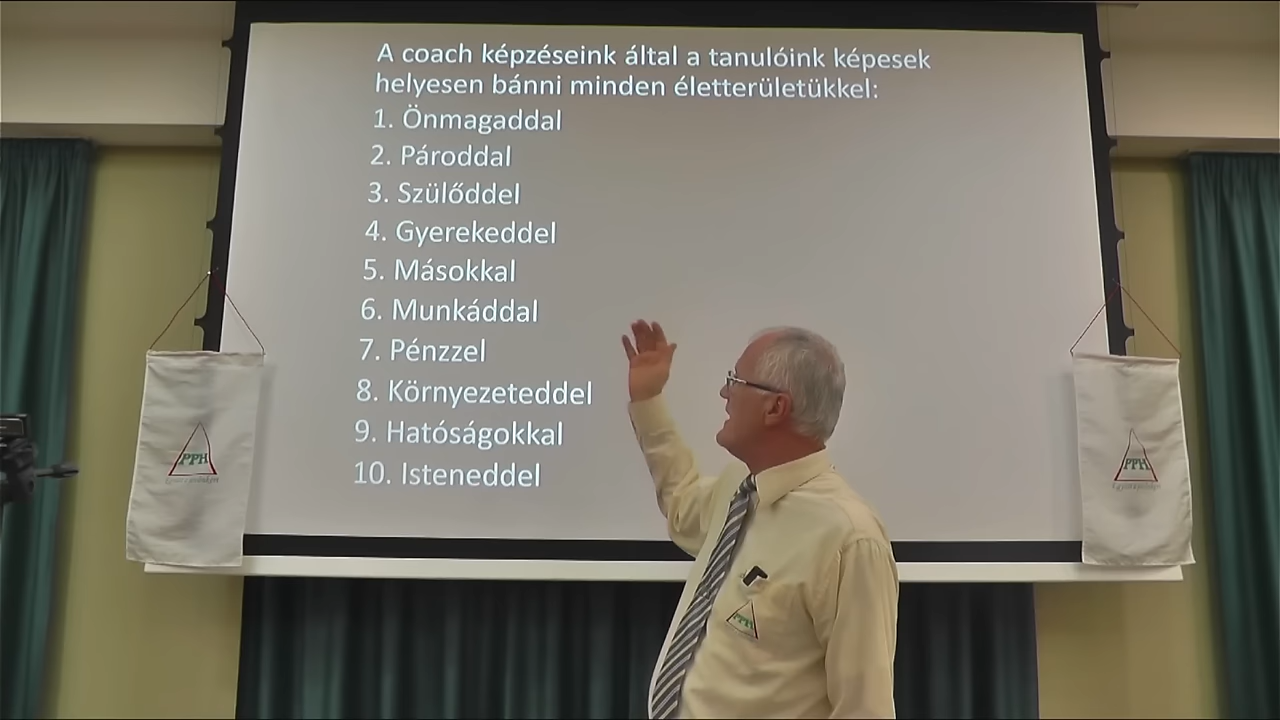 A coach képzéseink által a tanulóink képesek
helyesen bánni minden életterületükkel:
1. Önmagaddal
2. Pároddal
3. Szülőddel
4. Gyerekeddel
5. Másokkal
6. Munkáddal
7. Pénzzel
8. Környezeteddel
9. Hatóságokkal
10. Isteneddel
PPH
PPH
PPH